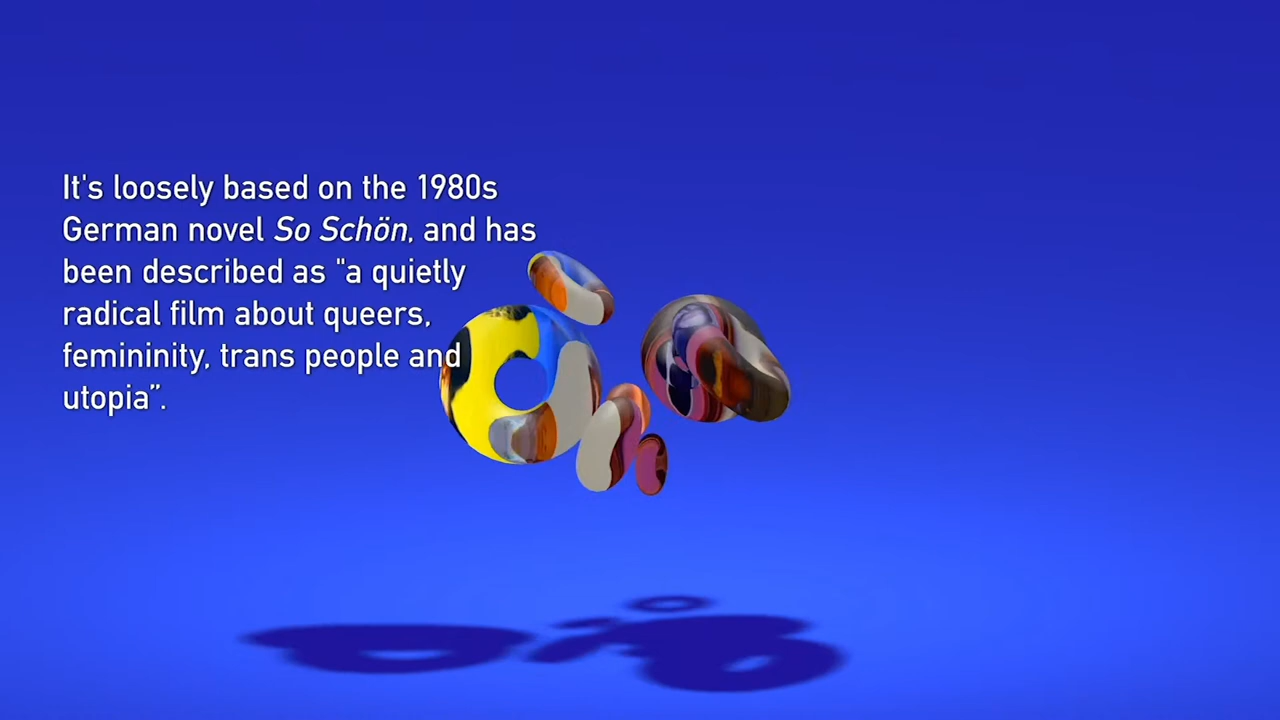 It's loosely based on the 1980s
German novel So Schön, and has
been described as "a quietly
radical film about queers,
femininity, trans people and
utopia”.